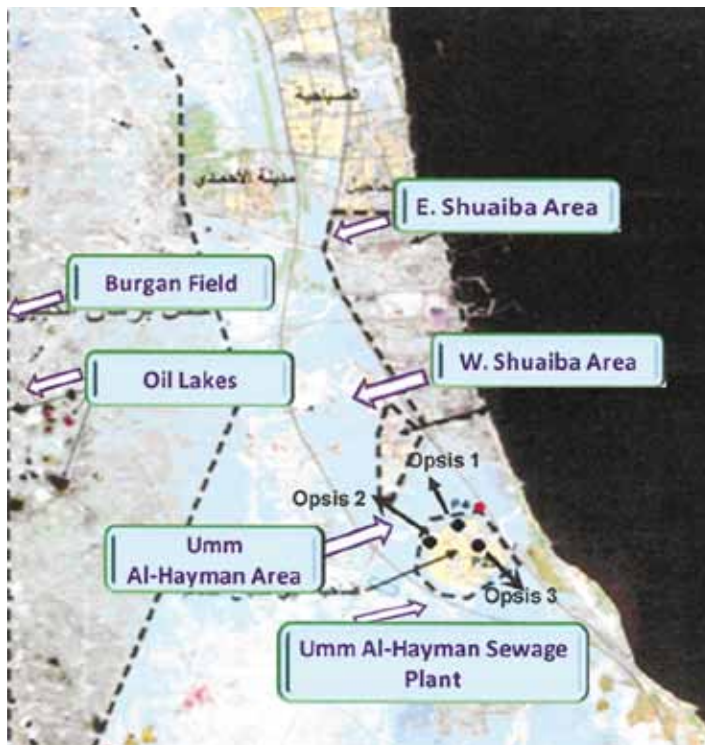 الصباحية
مدينة الأحمدي
E. Shuaiba Area
Burgan Field
W. Shuaiba Area
Oil Lakes
Opsis 1
Opsis 2
Umm
Al-Hayman Area
Opsis 3
Umm Al-Hayman Sewage
Plant